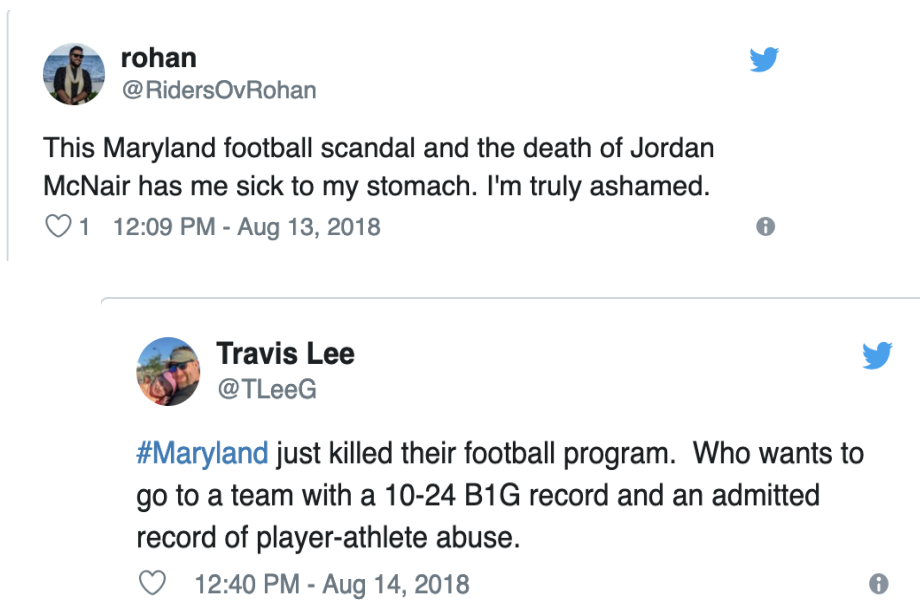 rohan
@RidersOvRohan
This Maryland football scandal and the death of Jordan
McNair has me sick to my stomach. I'm truly ashamed.
1 12:09 PM - Aug 13, 2018
Travis Lee
@TLeeG
#Maryland just killed their football program.  Who wants to
go to a team with a 10-24 B1G record and an admitted
record of player-athlete abuse.
12:40 PM - Aug 14, 2018